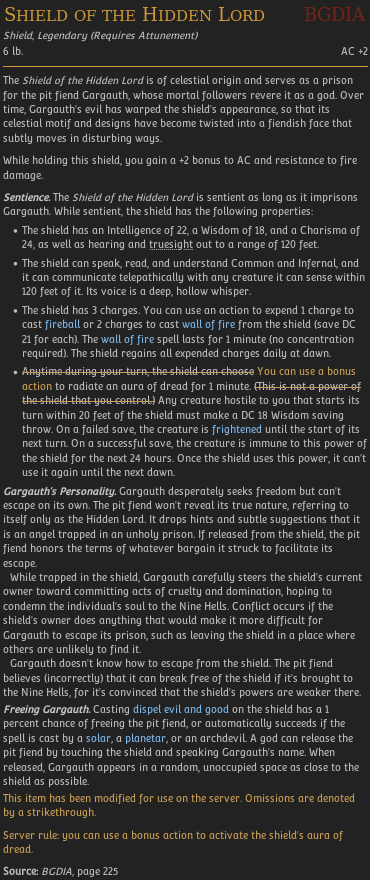 Shield of the Hidden Lord BGDIA
Shield, Legendary (Requires Attunement)
6 lb. AC +2
The Shield of the Hidden Lord is of celestial origin and serves as a prison
for the pit fiend Gargauth, whose mortal followers revere it as a god. Over
time, Gargauth's evil has warped the shield's appearance, so that its
celestial motif and designs have become twisted into a fiendish face that
subtly moves in disturbing ways.
While holding this shield, you gain a +2 bonus to AC and resistance to fire
damage.
Sentience. The Shield of the Hidden Lord is sentient as long as it imprisons
Gargauth. While sentient, the shield has the following properties:
• The shield has an Intelligence of 22, a Wisdom of 18, and a Charisma of
24, as well as hearing and truesight out to a range of 120 feet.
• The shield can speak, read, and understand Common and Infernal, and
it can communicate telepathically with any creature it can sense within
120 feet of it. Its voice is a deep, hollow whisper.
• The shield has 3 charges. You can use an action to expend 1 charge to
cast fireball or 2 charges to cast wall of fire from the shield (save DC
21 for each). The wall of fire spell lasts for 1 minute (no concentration
required). The shield regains all expended charges daily at dawn.
• Anytime during your turn, the shield can choose You can use a bonus
action to radiate an aura of dread for 1 minute. (This is not a power of
the shield that you control.) Any creature hostile to you that starts its
turn within 20 feet of the shield must make a DC 18 Wisdom saving
throw. On a failed save, the creature is frightened until the start of its
next turn. On a successful save, the creature is immune to this power of
the shield for the next 24 hours. Once the shield uses this power, it can't
use it again until the next dawn.
Gargauth's Personality. Gargauth desperately seeks freedom but can't
escape on its own. The pit fiend won't reveal its true nature, referring to
itself only as the Hidden Lord. It drops hints and subtle suggestions that it
is an angel trapped in an unholy prison. If released from the shield, the pit
fiend honors the terms of whatever bargain it struck to facilitate its
escape.
While trapped in the shield, Gargauth carefully steers the shield's current
owner toward committing acts of cruelty and domination, hoping to
condemn the individual's soul to the Nine Hells. Conflict occurs if the
shield's owner does anything that would make it more difficult for
Gargauth to escape its prison, such as leaving the shield in a place where
others are unlikely to find it.
Gargauth doesn't know how to escape from the shield. The pit fiend
believes (incorrectly) that it can break free of the shield if it's brought to
the Nine Hells, for it's convinced that the shield's powers are weaker there.
Freeing Gargauth. Casting dispel evil and good on the shield has a 1
percent chance of freeing the pit fiend, or automatically succeeds if the
spell is cast by a solar, a planetar, or an archdevil. A god can release the
pit fiend by touching the shield and speaking Gargauth's name. When
released, Gargauth appears in a random, unoccupied space as close to the
shield as possible.
This item has been modified for use on the server. Omissions are denoted
by a strikethrough.
Server rule: you can use a bonus action to activate the shield's aura of
dread.
Source: BGDIA, page 225